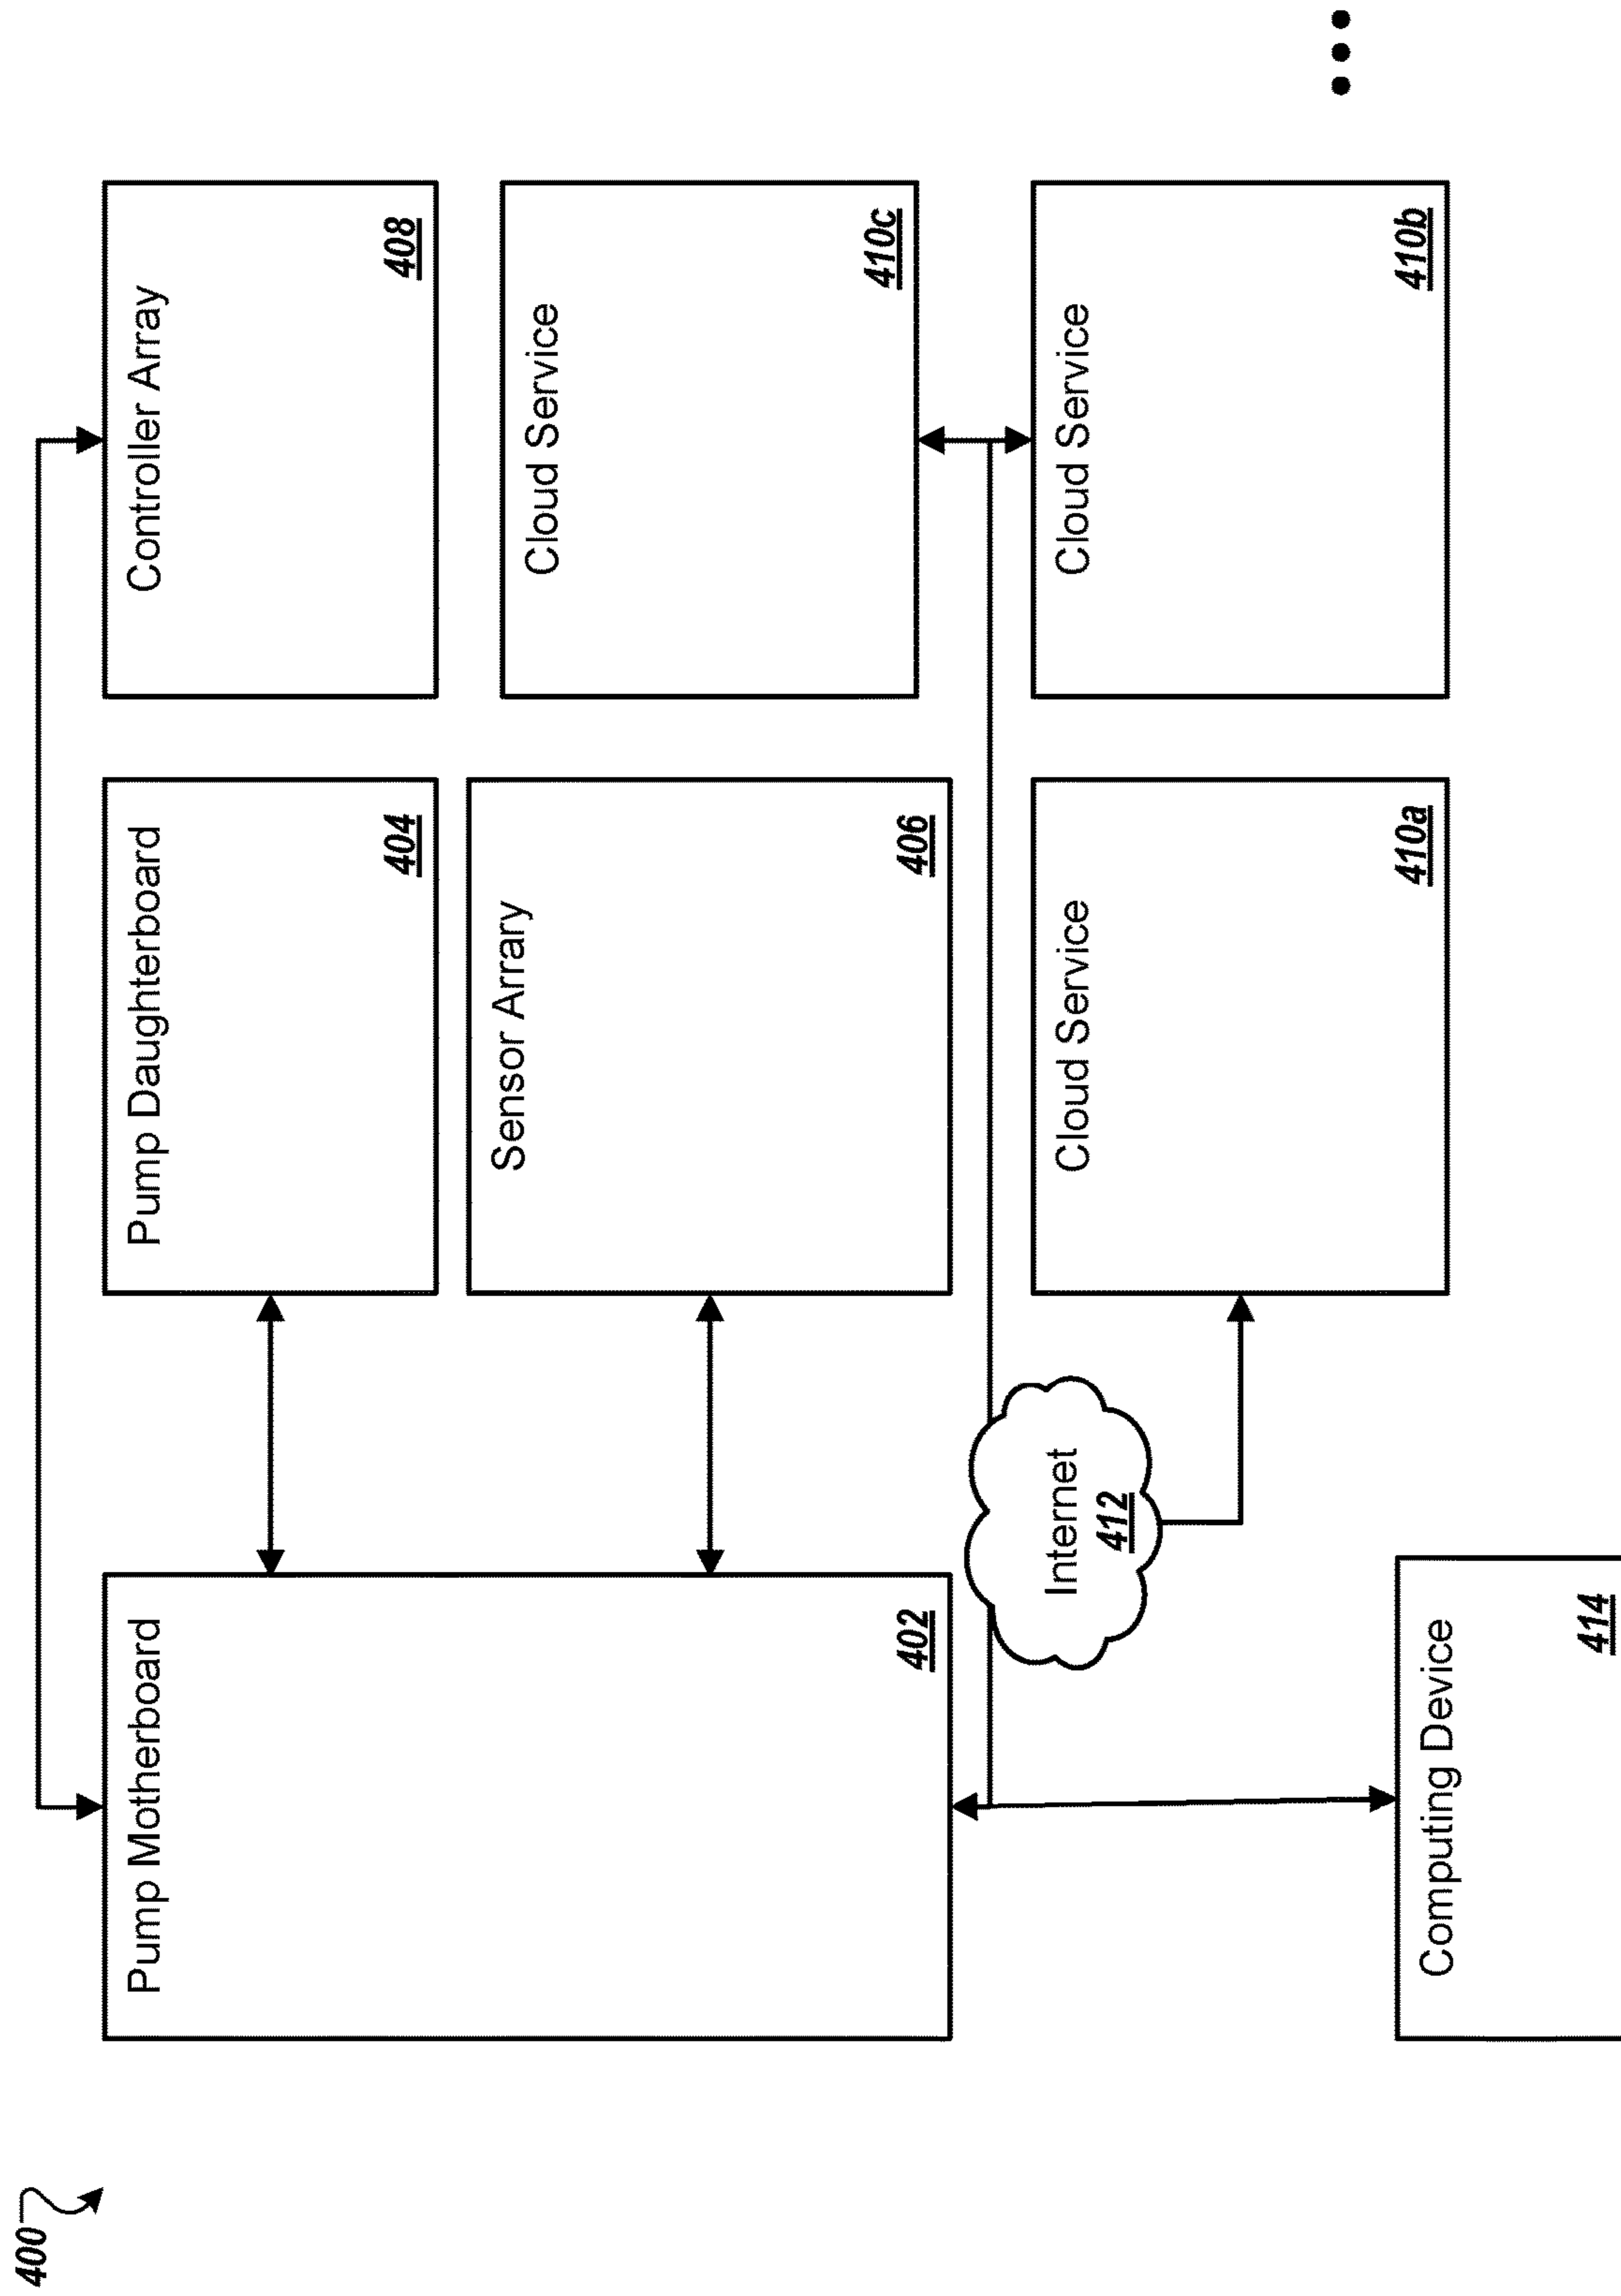 400
Pump Motherboard
402
Pump Daughterboard
404
Controller Array
408
Sensor Arrary
406
Cloud Service
410c
Internet
412
Cloud Service
410a
Cloud Service
410b
Computing Device
414